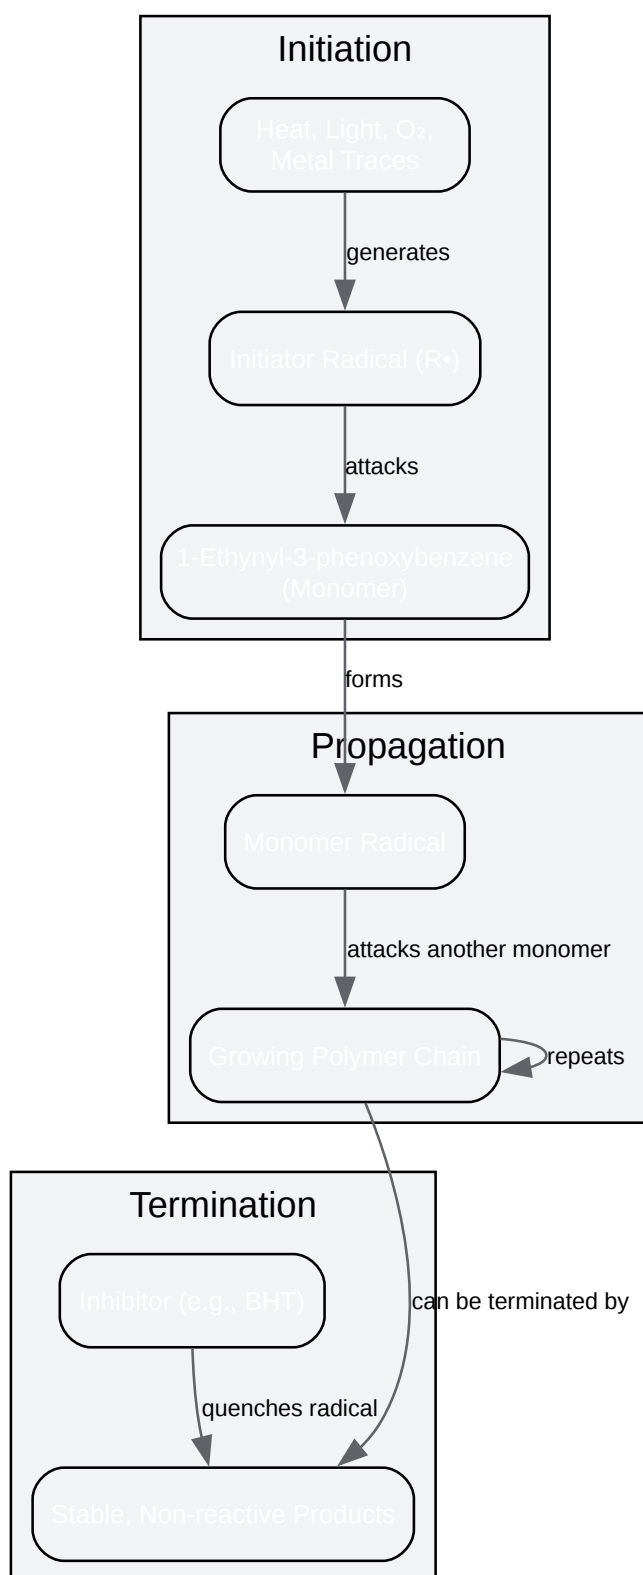 Initiation
Heat, Light, O₂,
Metal Traces
generates
Initiator Radical (R•)
attacks
1-Ethynyl-3-phenoxybenzene
(Monomer)
forms
Propagation
Monomer Radical
attacks another monomer
Growing Polymer Chain
repeats
Termination
Inhibitor (e.g., BHT)
can be terminated by
quenches radical
Stable, Non-reactive Products